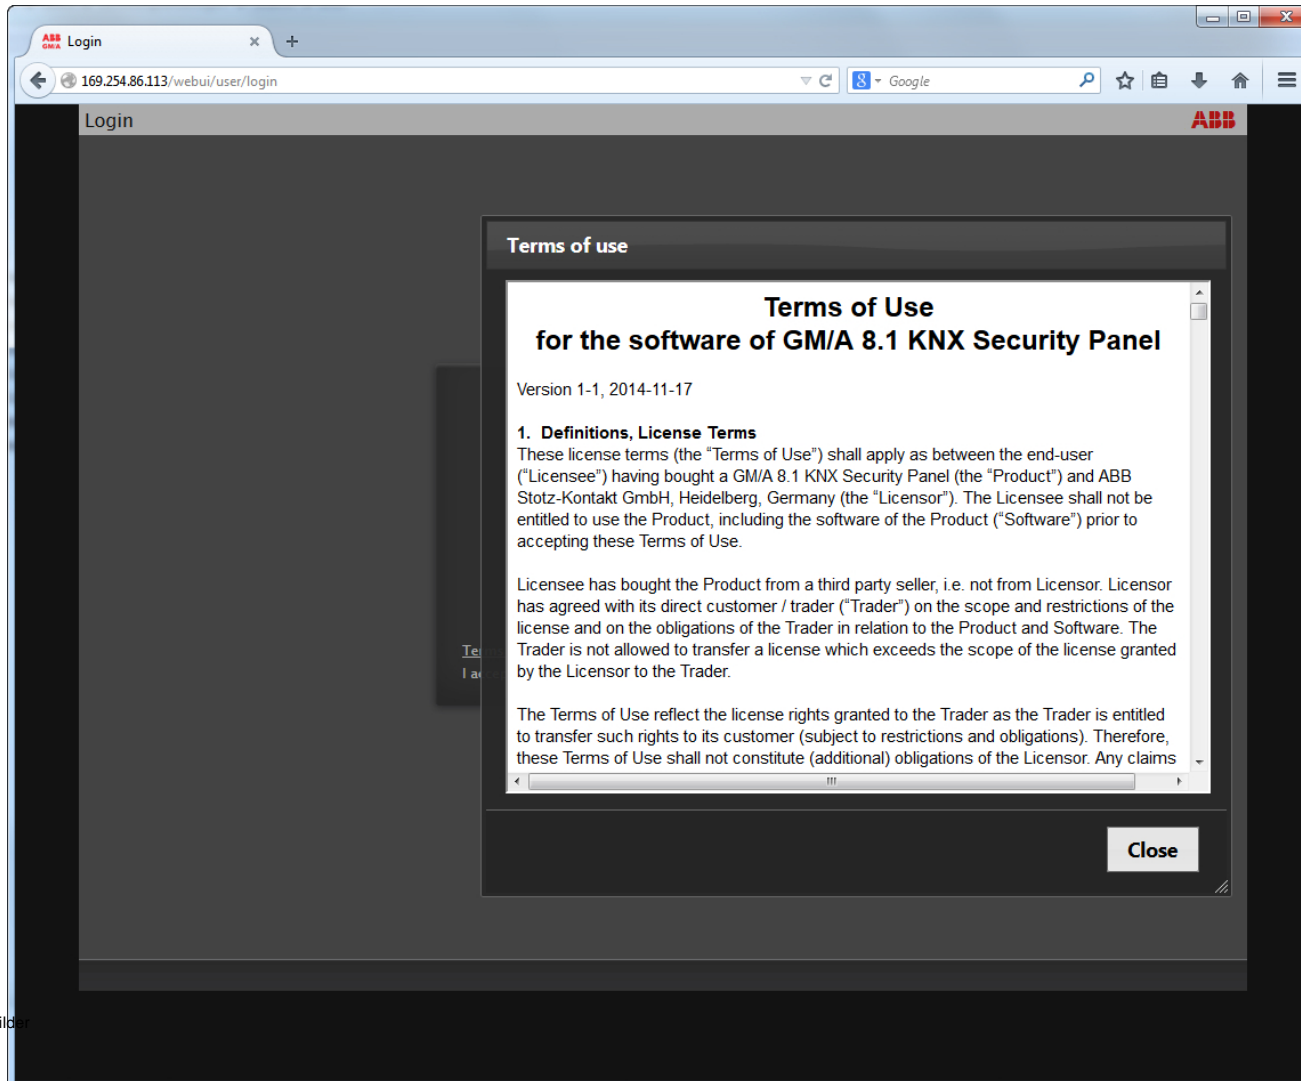 ABB
GM/A
Login
169.254.86.113/webui/user/login
8
Google
Login
ABB
Terms of use
Terms of Use
for the software of GM/A 8.1 KNX Security Panel
Version 1-1, 2014-11-17
1. Definitions, License Terms
These license terms (the “Terms of Use”) shall apply as between the end-user
(“Licensee”) having bought a GM/A 8.1 KNX Security Panel (the “Product”) and ABB
Stotz-Kontakt GmbH, Heidelberg, Germany (the “Licensor”). The Licensee shall not be
entitled to use the Product, including the software of the Product (“Software”) prior to
accepting these Terms of Use.
Licensee has bought the Product from a third party seller, i.e. not from Licensor. Licensor
has agreed with its direct customer / trader (“Trader”) on the scope and restrictions of the
license and on the obligations of the Trader in relation to the Product and Software. The
Trader is not allowed to transfer a license which exceeds the scope of the license granted
by the Licensor to the Trader.
The Terms of Use reflect the license rights granted to the Trader as the Trader is entitled
to transfer such rights to its customer (subject to restrictions and obligations). Therefore,
these Terms of Use shall not constitute (additional) obligations of the Licensor. Any claims
I
Close